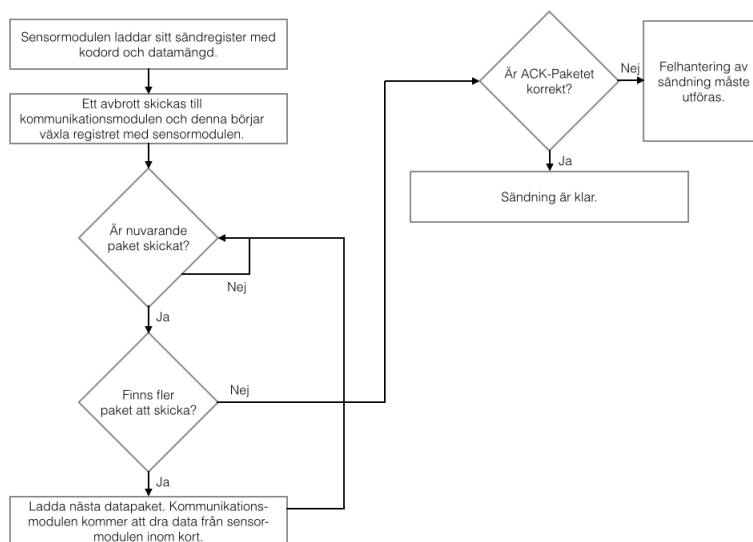 Sensormodulen laddar sitt sändregister med
kodord och datamängd.
Ett avbrott skickas till
kommunikationsmodulen och denna börjar
växla registret med sensormodulen.
Är nuvarande
paket skickat?
Nej
Ja
Finns fler
paket att skicka?
Nej
Ja
Ladda nästa datapaket. Kommunikations-
modulen kommer att dra data från sensor-
modulen inom kort.
Är ACK-Paketet
korrekt?
Nej
Felhantering av
sändning måste
utföras.
Ja
Sändning är klar.